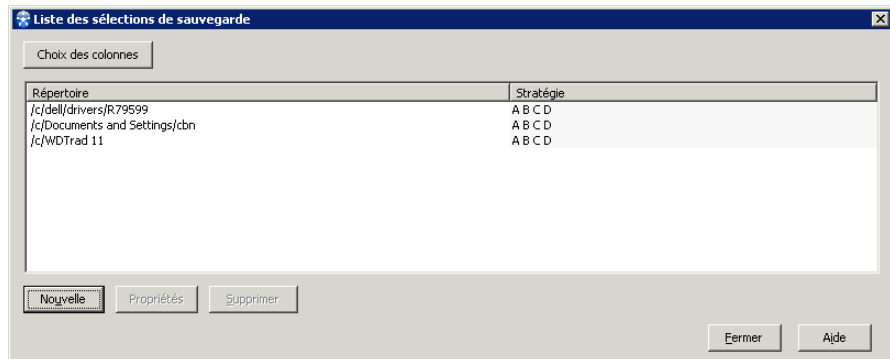 Liste des sélections de sauvegarde
Choix des colonnes
Répertoire Stratégie
/c/dell/drivers/R79599 A B C D
/c/Documents and Settings/cbn A B C D
/c/WDTrad 11 A B C D
Nouvelle Propriétés Supprimer
Fermer Aide